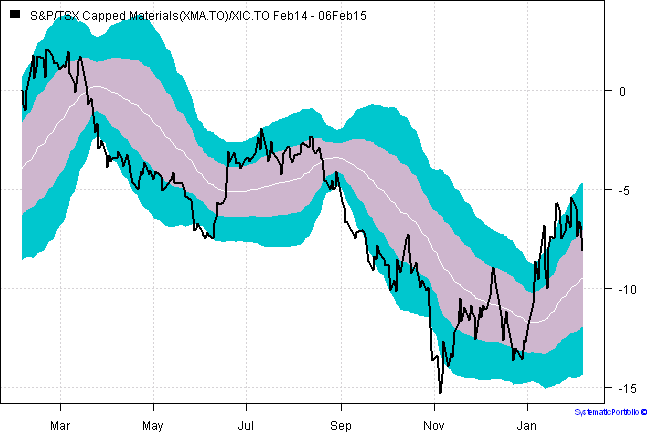 S&P/TSX Capped Materials(XMA.TO)/XIC.TO Feb14 - 06Feb15
0
-5
-10
-15
Mar May Jul Sep Nov Jan
SystematicPortfolio ©